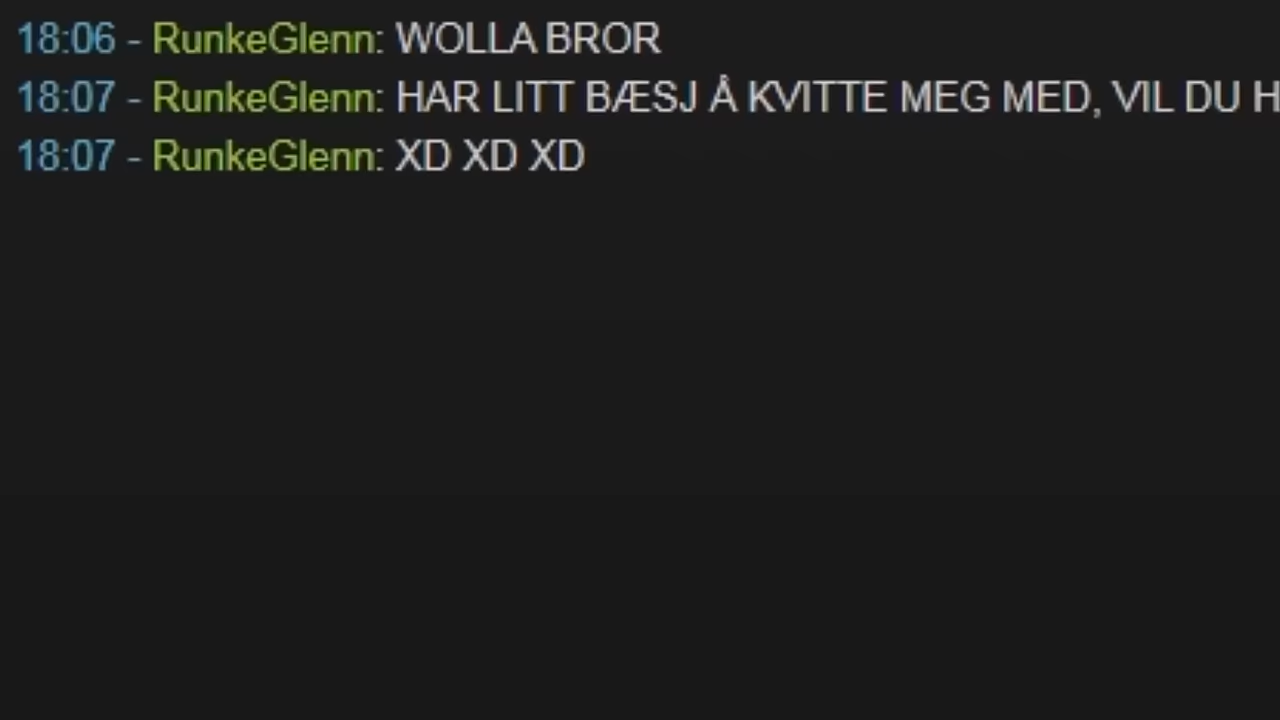 18:06 - RunkeGlenn: WOLLA BROR
18:07 - RunkeGlenn: HAR LITT BÆSJ Å KVITTE MEG MED, VIL DU H
18:07 - RunkeGlenn: XD XD XD